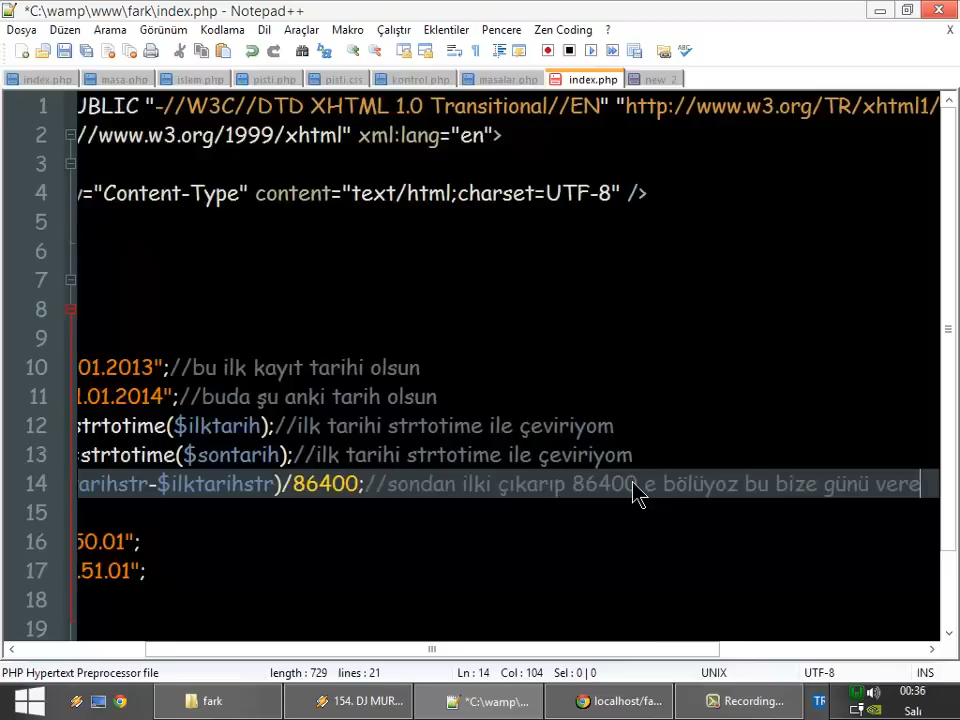 *C:\wamp\www\fark\index.php - Notepad++
Dosya Düzen Arama Görünüm Kodlama Dil Araçlar Makro Çalıştır Eklentiler Pencere Zen Coding ? X
index.php masa.php islem.php pisti.php pisti.css kontrol.php masalar.php index.php new 2
1 UBLIC "-//W3C//DTD XHTML 1.0 Transitional//EN" "http://www.w3.org/TR/xhtml1/
2 //www.w3.org/1999/xhtml" xml:lang="en">
3
4 ="Content-Type" content="text/html;charset=UTF-8" />
5
6
7
8
9
10 01.2013";//bu ilk kayıt tarihi olsun
11 .01.2014";//buda şu anki tarih olsun
12 strtotime($ilktarih);//ilk tarihi strtotime ile çeviriyom
13 =strtotime($sontarih);//ilk tarihi strtotime ile çeviriyom
14 tarihstr-$ilktarihstr)/86400;//sondan ilki çıkarıp 86400 e bölüyoz bu bize günü vere
15
16 50.01";
17 .51.01";
18
19
PHP Hypertext Preprocessor file length : 729 lines : 21 Ln : 14 Col : 104 Sel : 0 | 0 UNIX UTF-8 INS
fark 154. DJ MUR... *C:\wamp\... localhost/fa... Recording... TR 00:36
Salı